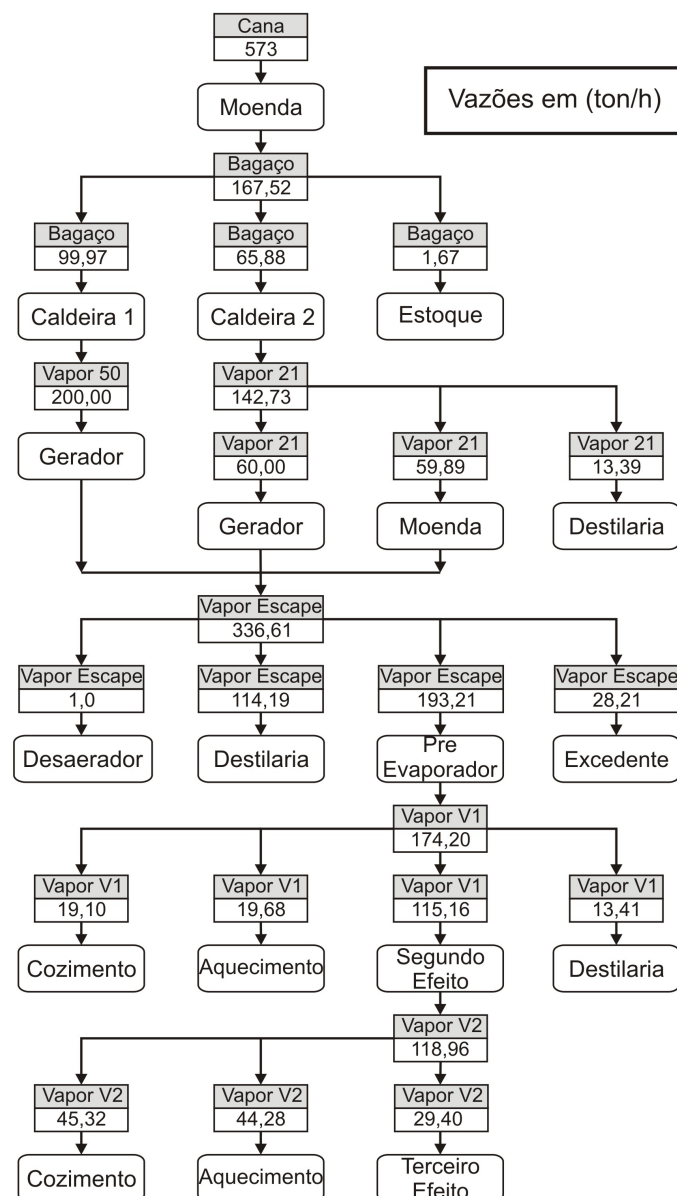 Cana
573
Vazões em (ton/h)
Moenda
Bagaço
167,52
Bagaço
99,97
Bagaço
65,88
Bagaço
1,67
Caldeira 1
Caldeira 2
Estoque
Vapor 50
200,00
Vapor 21
142,73
Gerador
Vapor 21
60,00
Vapor 21
59,89
Vapor 21
13,39
Gerador
Moenda
Destilaria
Vapor Escape
336,61
Vapor Escape
1,0
Vapor Escape
114,19
Vapor Escape
193,21
Vapor Escape
28,21
Desaerador
Destilaria
Pre
Evaporador
Excedente
Vapor V1
174,20
Vapor V1
19,10
Vapor V1
19,68
Vapor V1
115,16
Vapor V1
13,41
Cozimento
Aquecimento
Segundo
Efeito
Destilaria
Vapor V2
118,96
Vapor V2
45,32
Vapor V2
44,28
Vapor V2
29,40
Cozimento
Aquecimento
Terceiro
Efeito